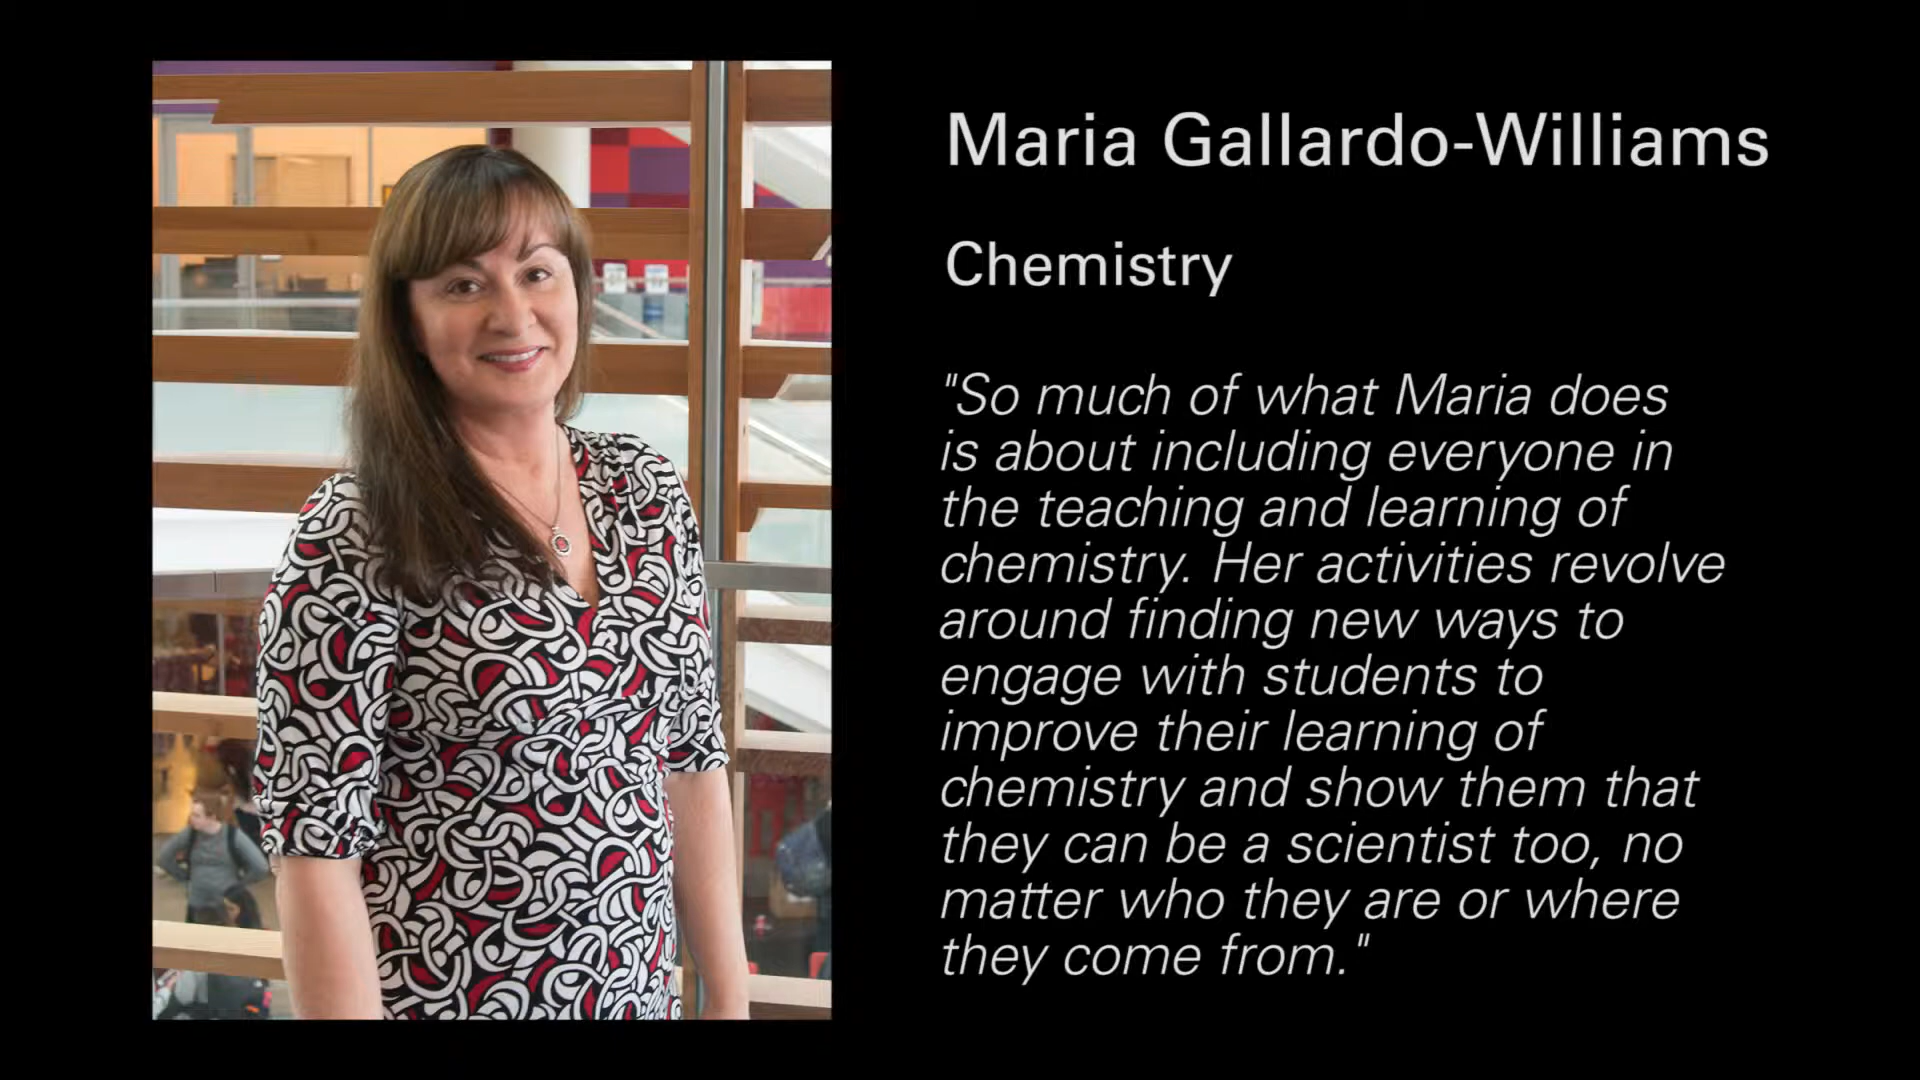 Maria Gallardo-Williams
Chemistry
"So much of what Maria does
is about including everyone in
the teaching and learning of
chemistry. Her activities revolve
around finding new ways to
engage with students to
improve their learning of
chemistry and show them that
they can be a scientist too, no
matter who they are or where
they come from."